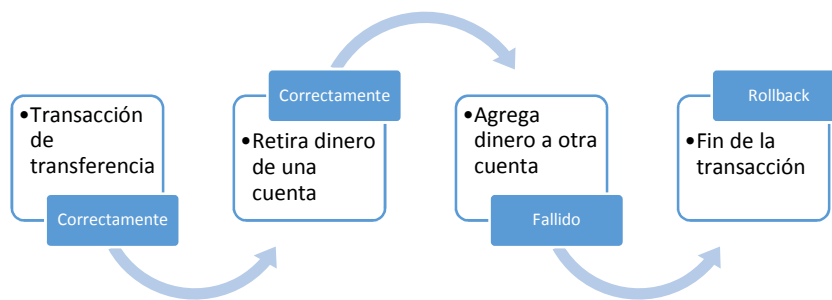 •Transacción
de
transferencia
Correctamente
Correctamente
•Retira dinero
de una
cuenta
•Agrega
dinero a otra
cuenta
Fallido
Rollback
•Fin de la
transacción